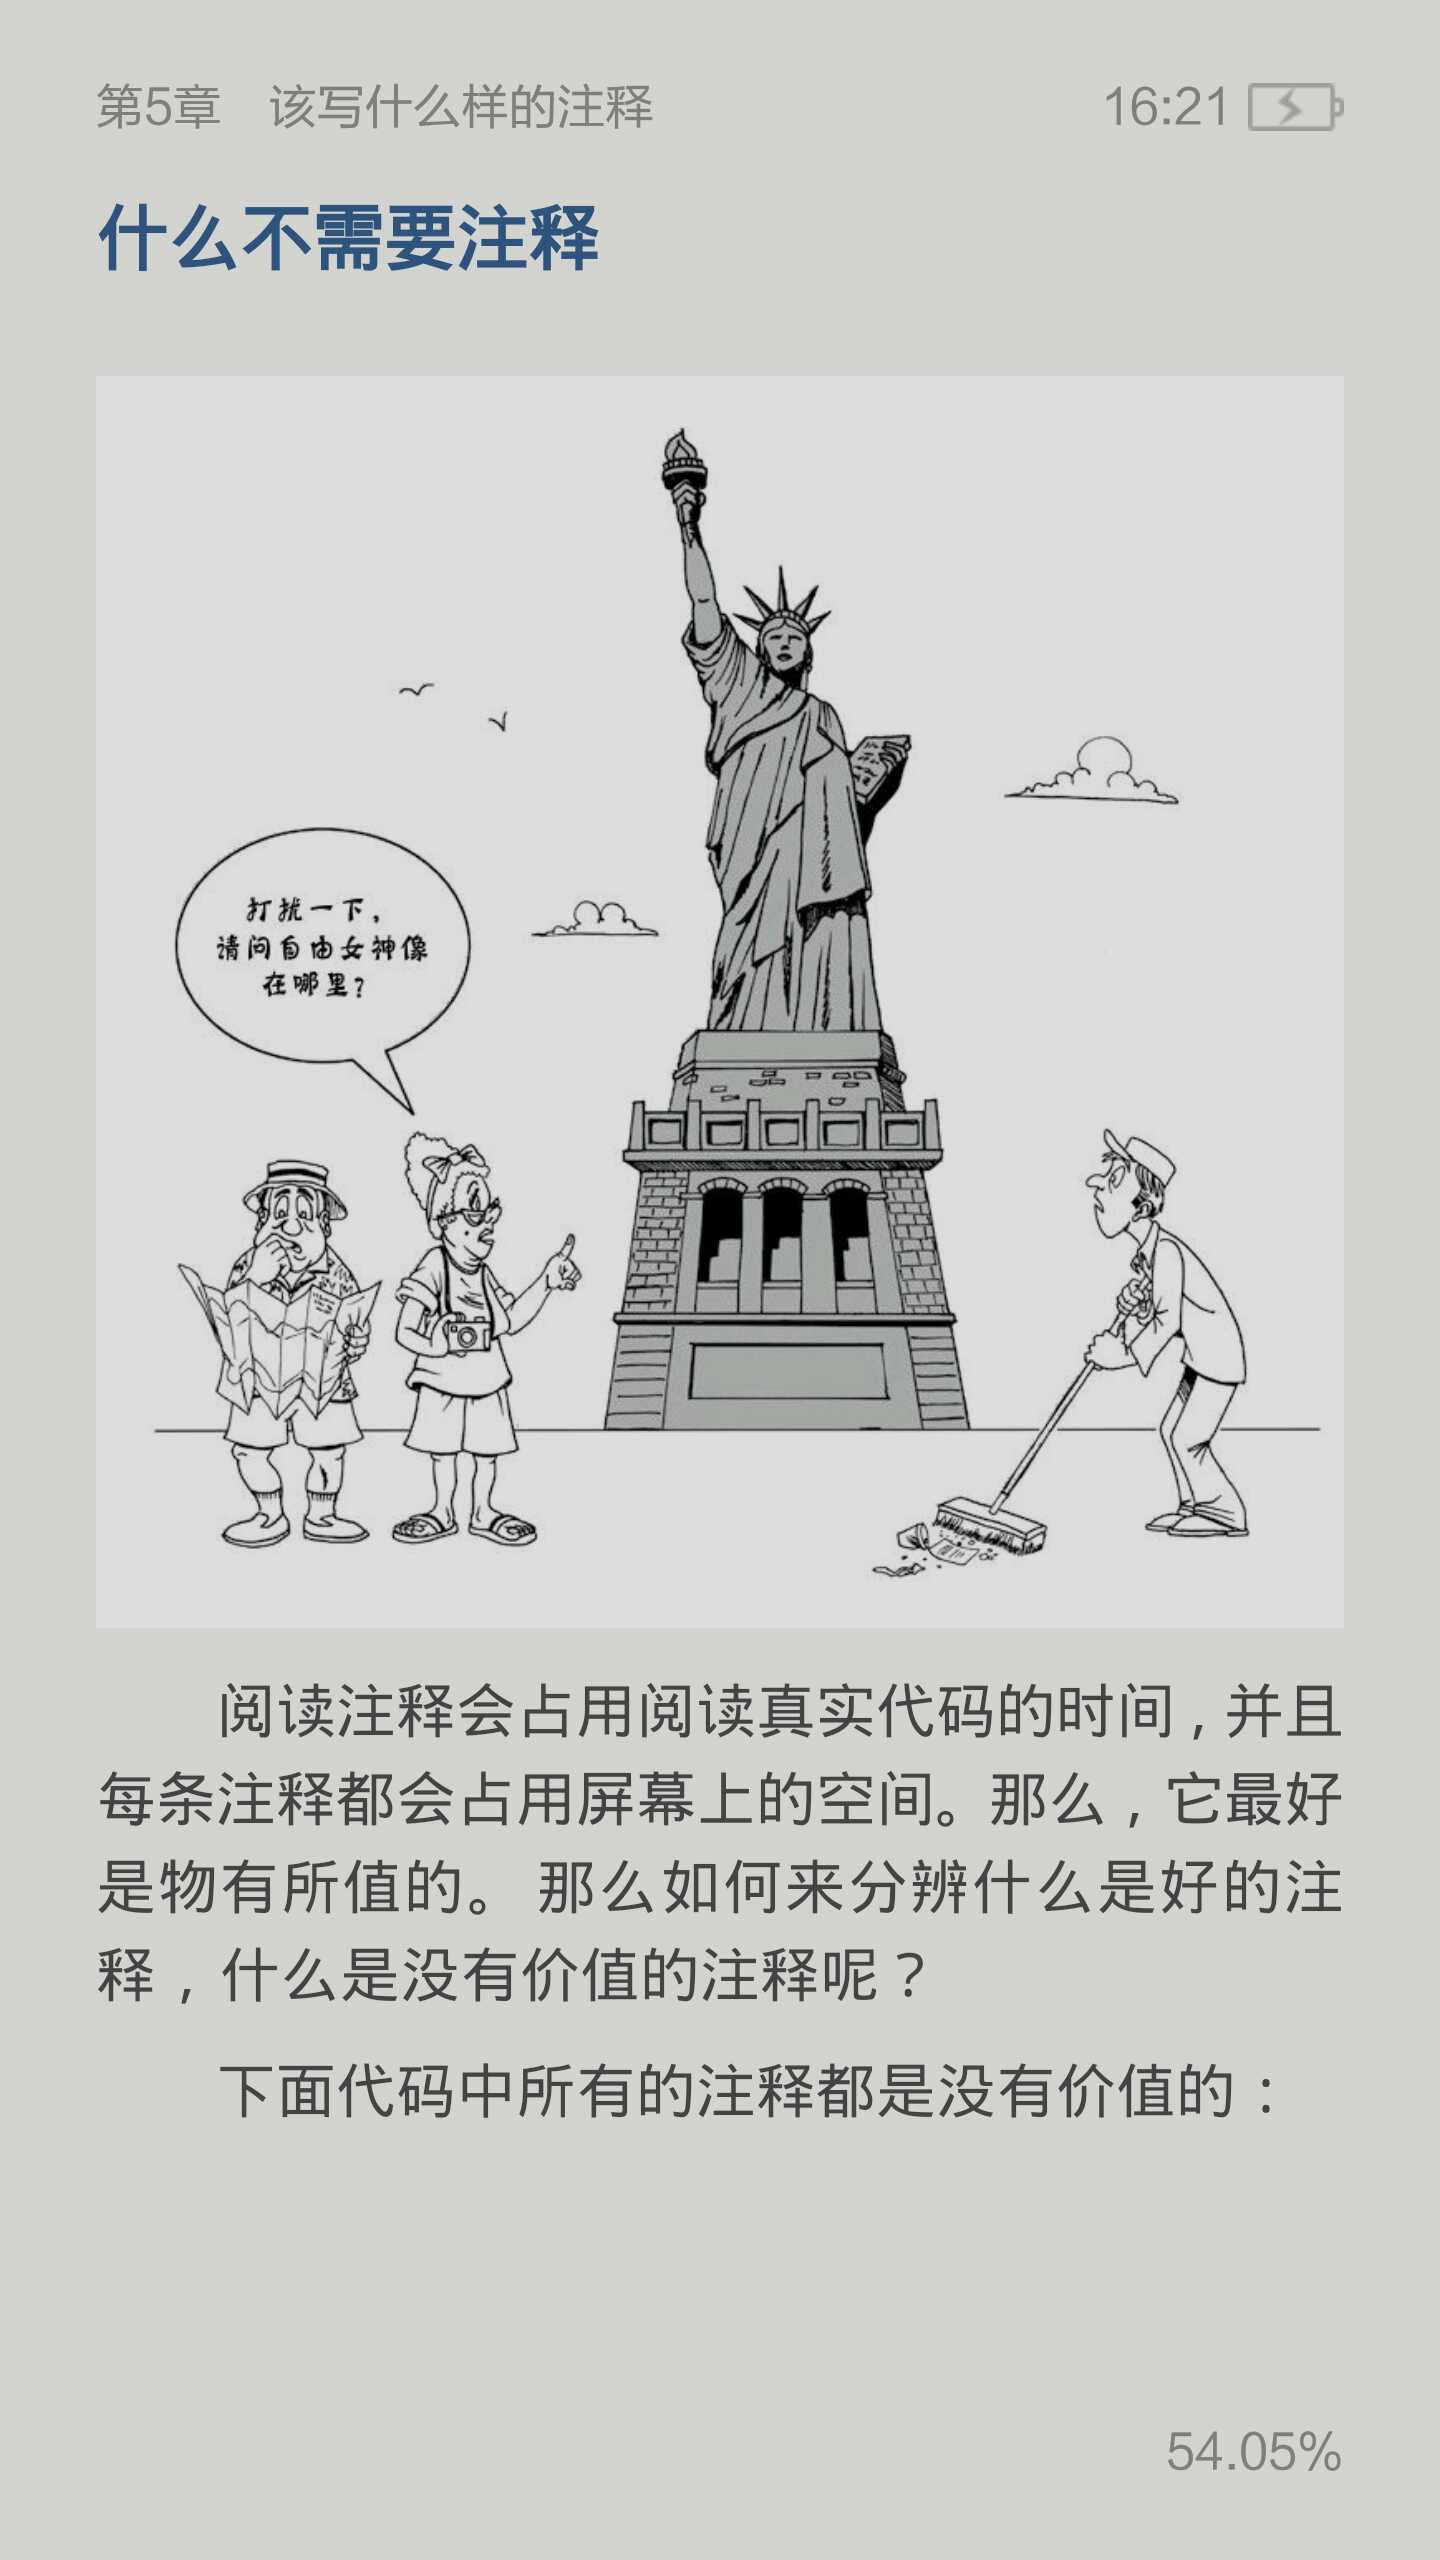 第5章 该写什么样的注释
16:21
什么不需要注释
打扰一下,
请问自由女神像
在哪里?
阅读注释会占用阅读真实代码的时间，并且
每条注释都会占用屏幕上的空间。那么，它最好
是物有所值的。 那么如何来分辨什么是好的注
释，什么是没有价值的注释呢？
下面代码中所有的注释都是没有价值的：
54.05%